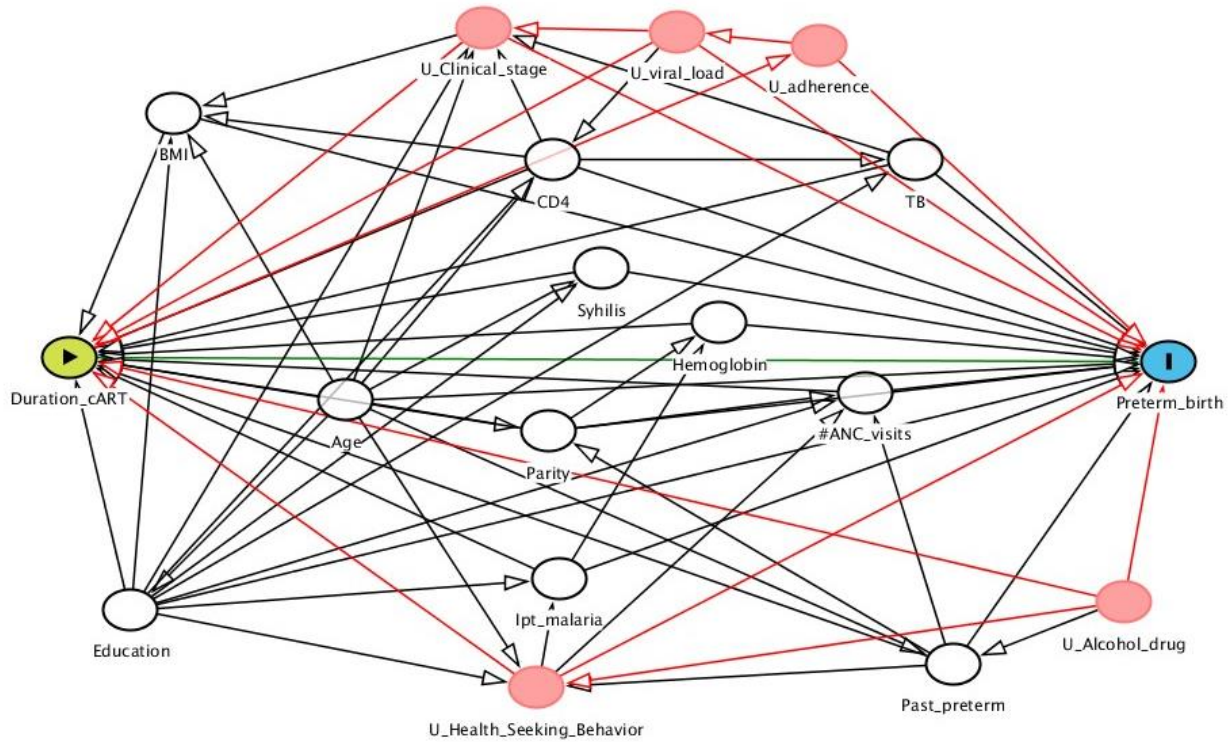 U_Clinical_stage
U_viral_load
U_adherence
BMI
CD4
TB
Syhilis
Hemoglobin
Duration_cART
Preterm_birth
Age
#ANC_visits
Parity
Ipt_malaria
Education
U_Alcohol_drug
Past_preterm
U_Health_Seeking_Behavior